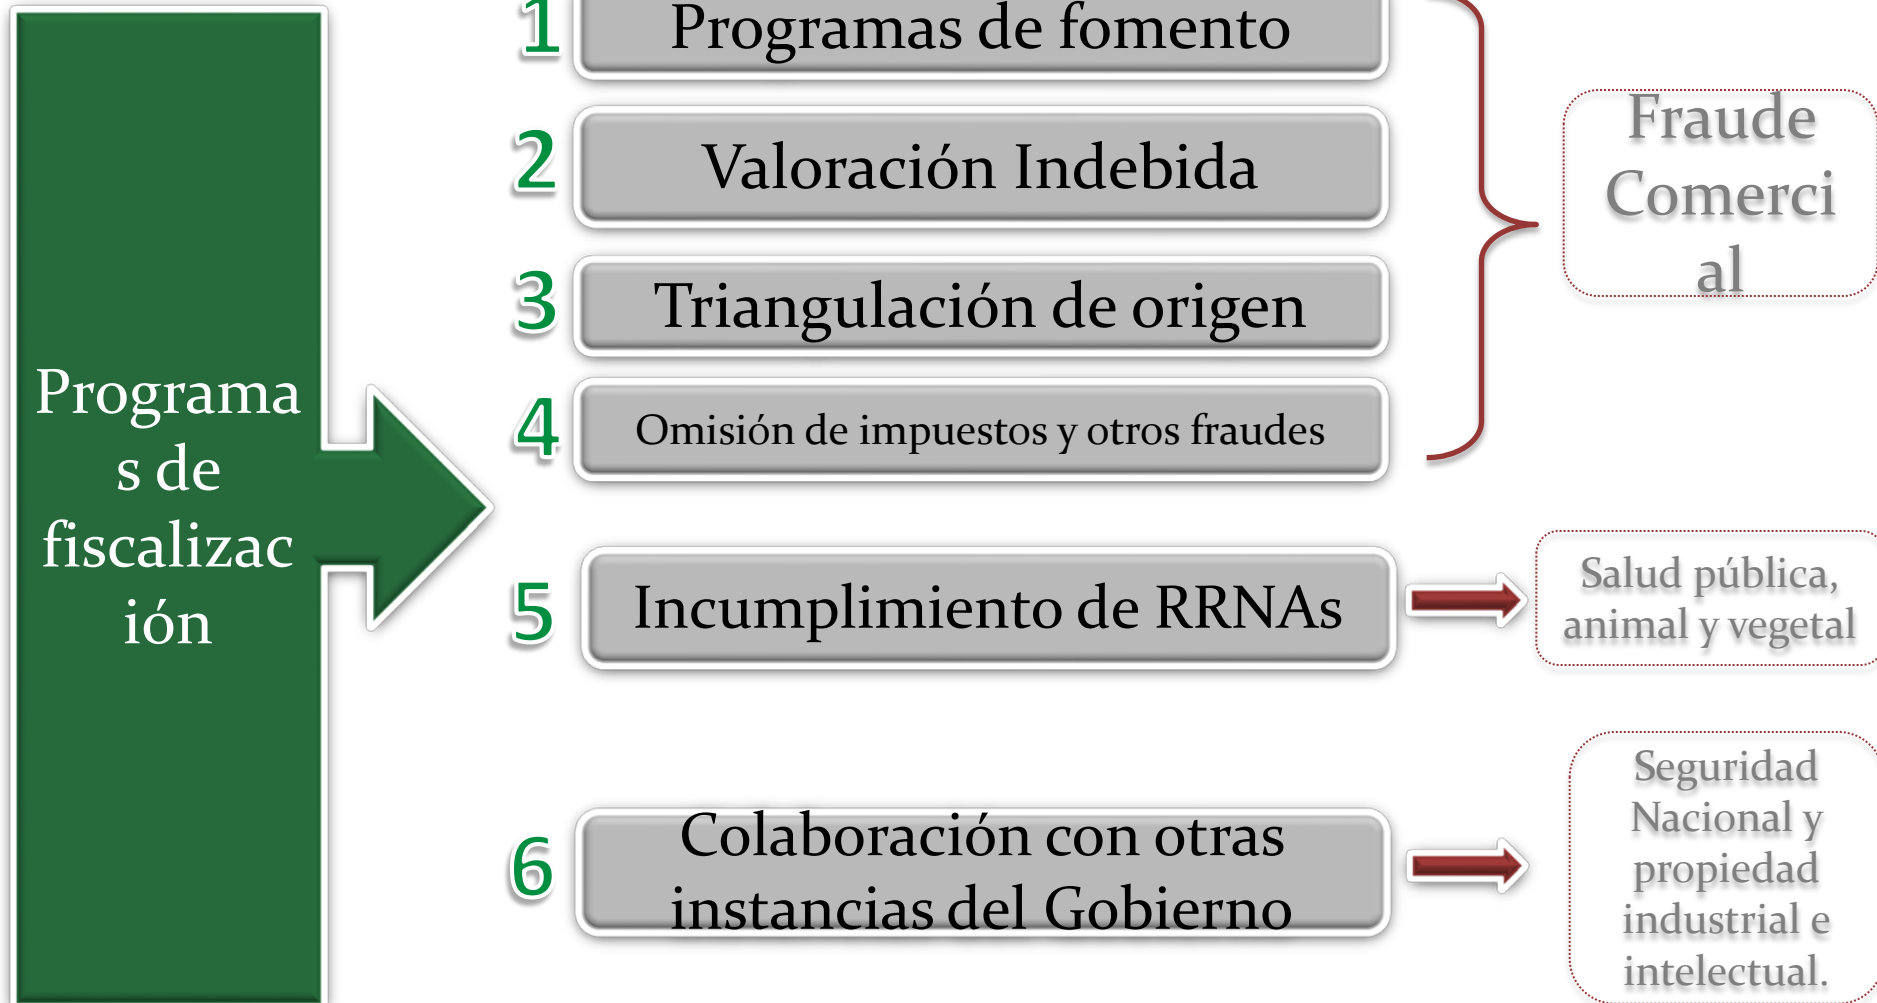 Programa
s de
fiscalizac
ión
1
Programas de fomento
2
Valoración Indebida
3
Triangulación de origen
4
Omisión de impuestos y otros fraudes
Fraude
Comerci
al
5
Incumplimiento de RRNAs
Salud pública,
animal y vegetal
6
Colaboración con otras
instancias del Gobierno
Seguridad
Nacional y
propiedad
industrial e
intelectual.